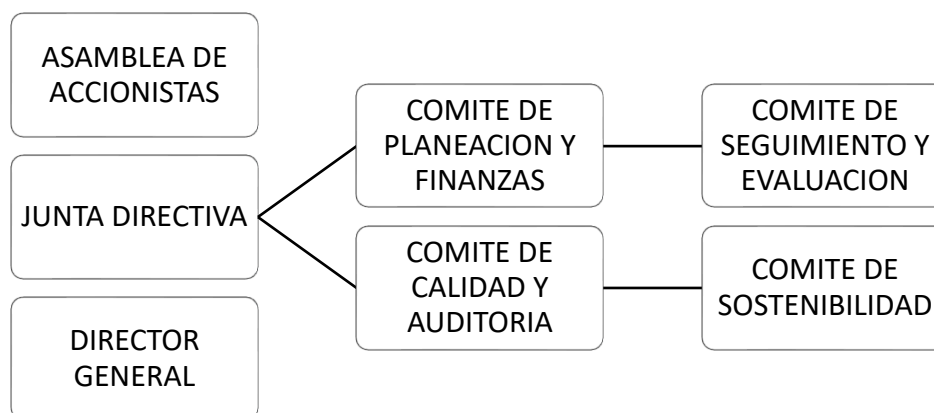 ASAMBLEA DE
ACCIONISTAS
JUNTA DIRECTIVA
DIRECTOR
GENERAL
COMITE DE
PLANEACION Y
FINANZAS
COMITE DE
CALIDAD Y
AUDITORIA
COMITE DE
SEGUIMIENTO Y
EVALUACION
COMITE DE
SOSTENIBILIDAD